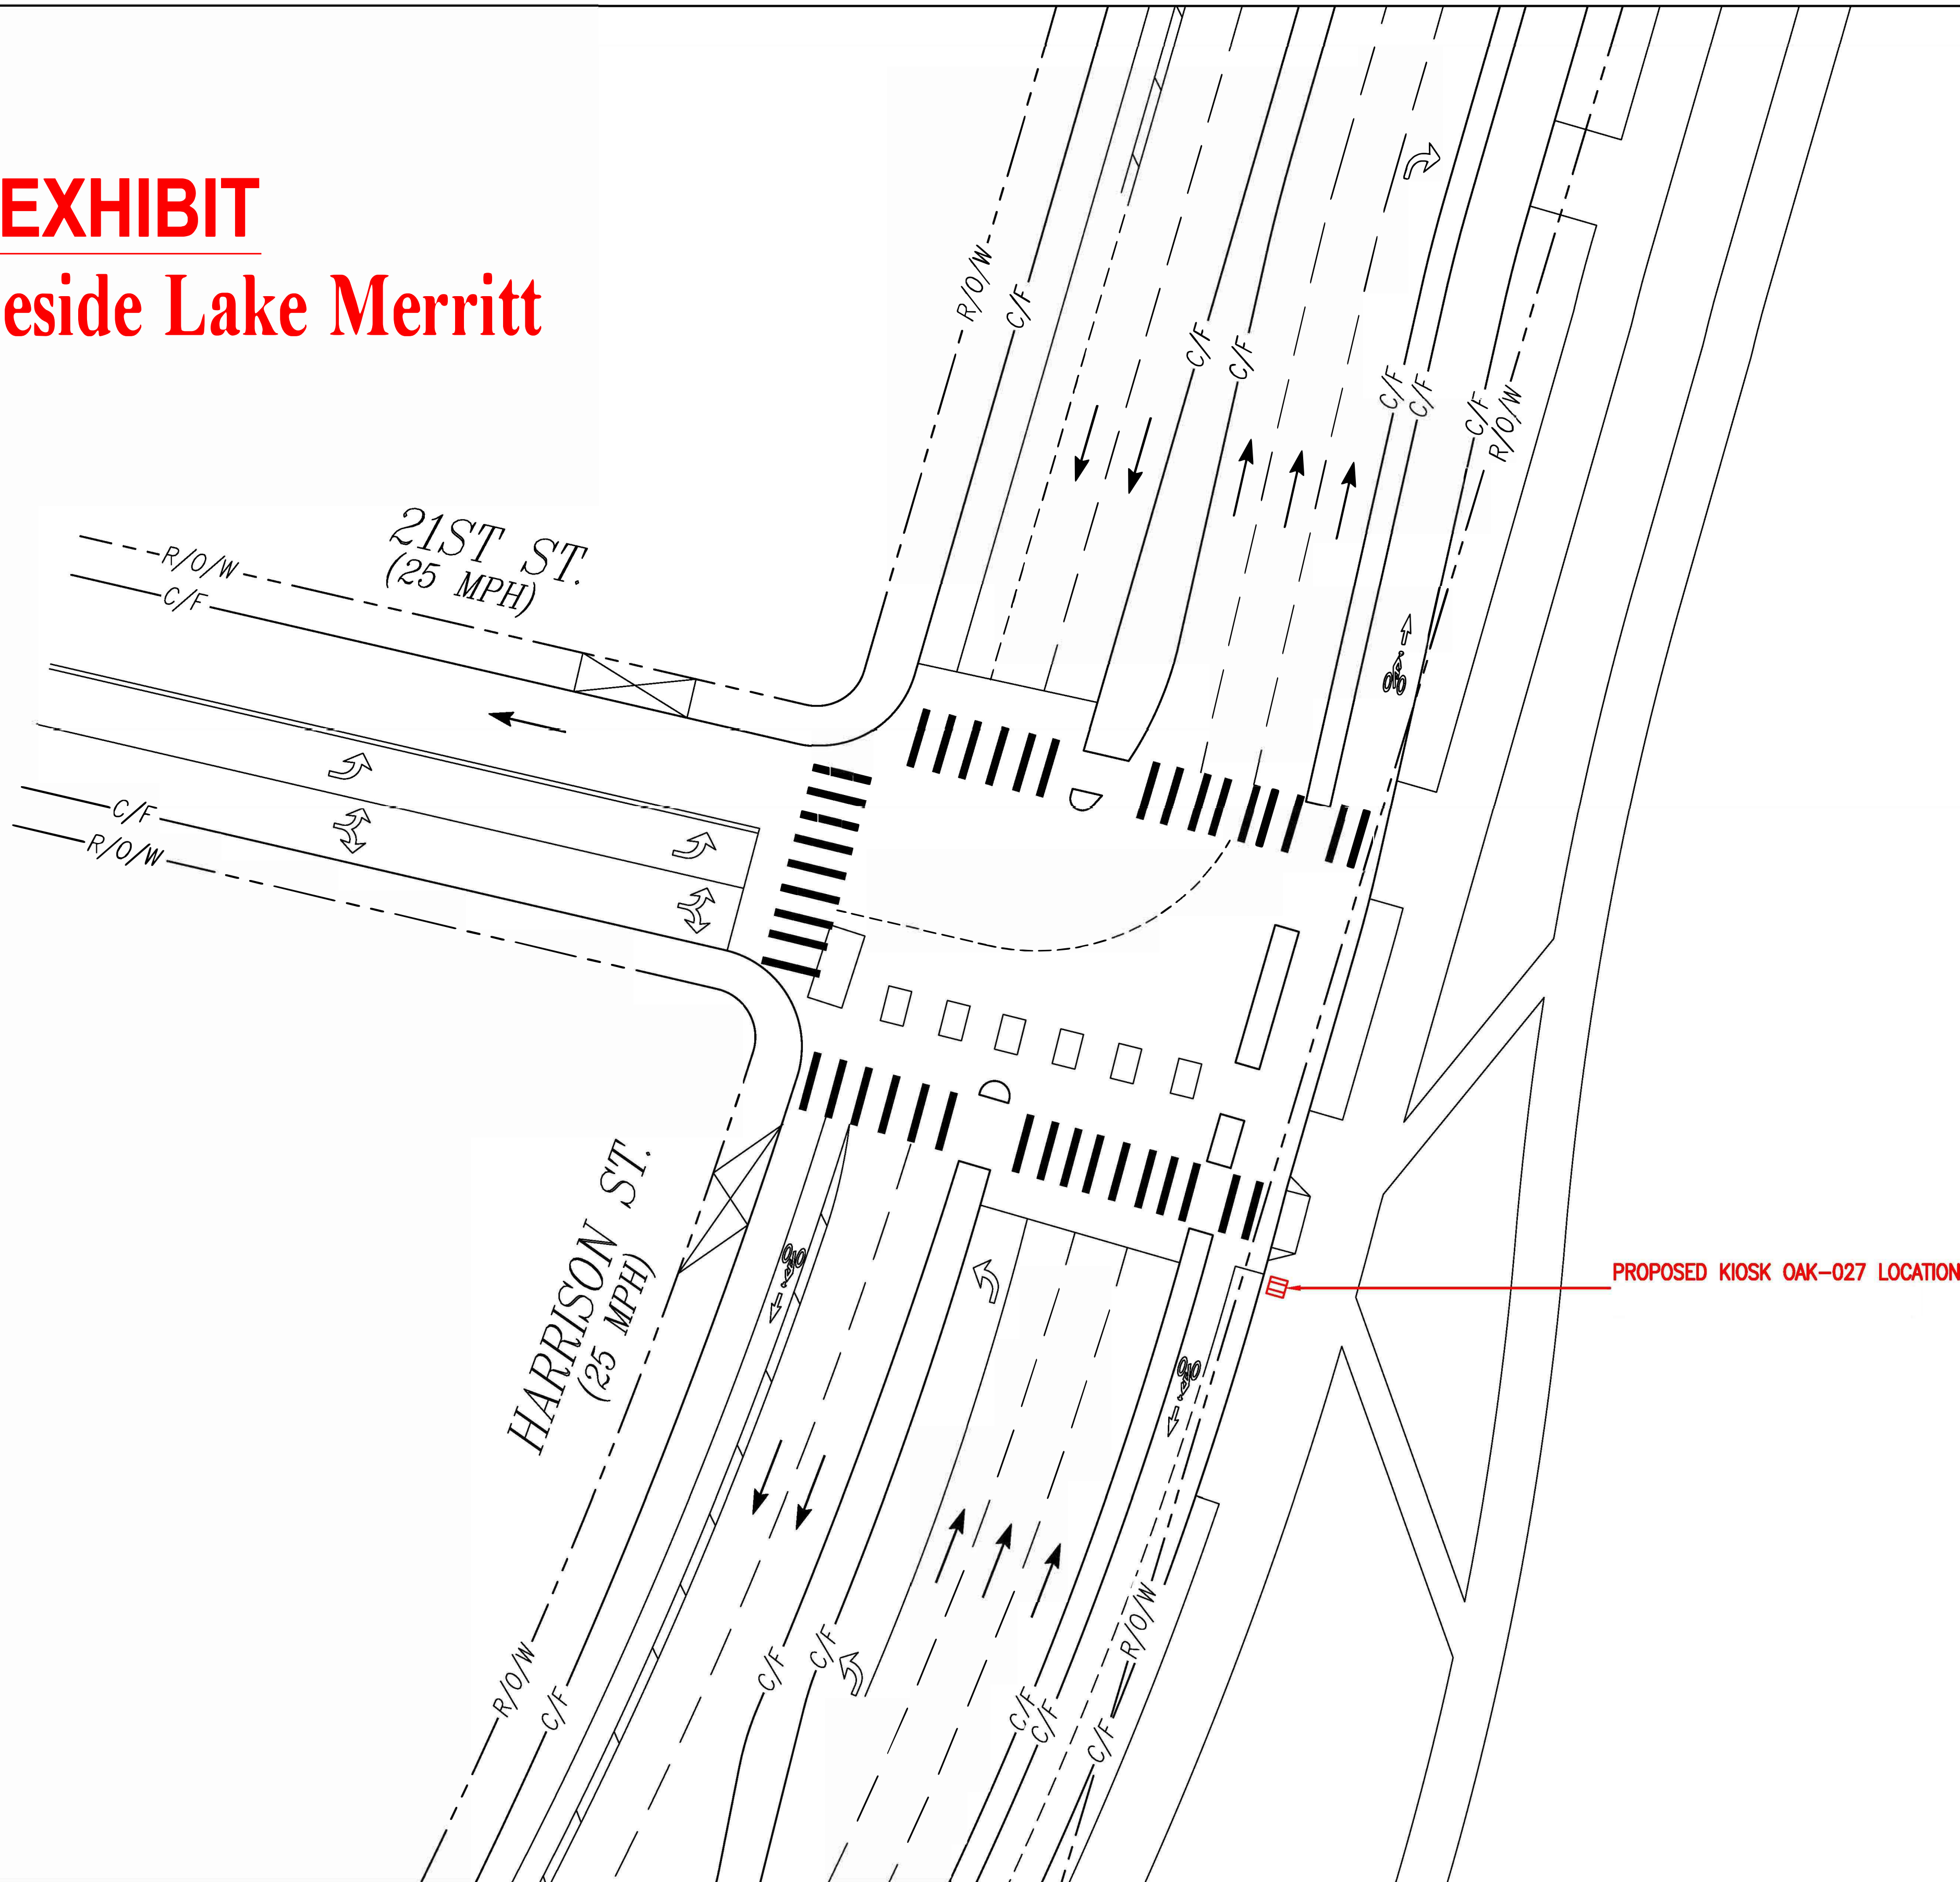 EXHIBIT
eside Lake Merritt
R/O/W
C/F
C/F
C/F
C/F
C/F
C/F
R/O/W
21ST ST.
(25 MPH)
R/O/W
C/F
C/F
R/O/W
HARRISON ST.
(25 MPH)
PROPOSED KIOSK OAK-027 LOCATION
R/O/W
C/F
C/F
C/F
C/F
C/F
R/O/W
C/F